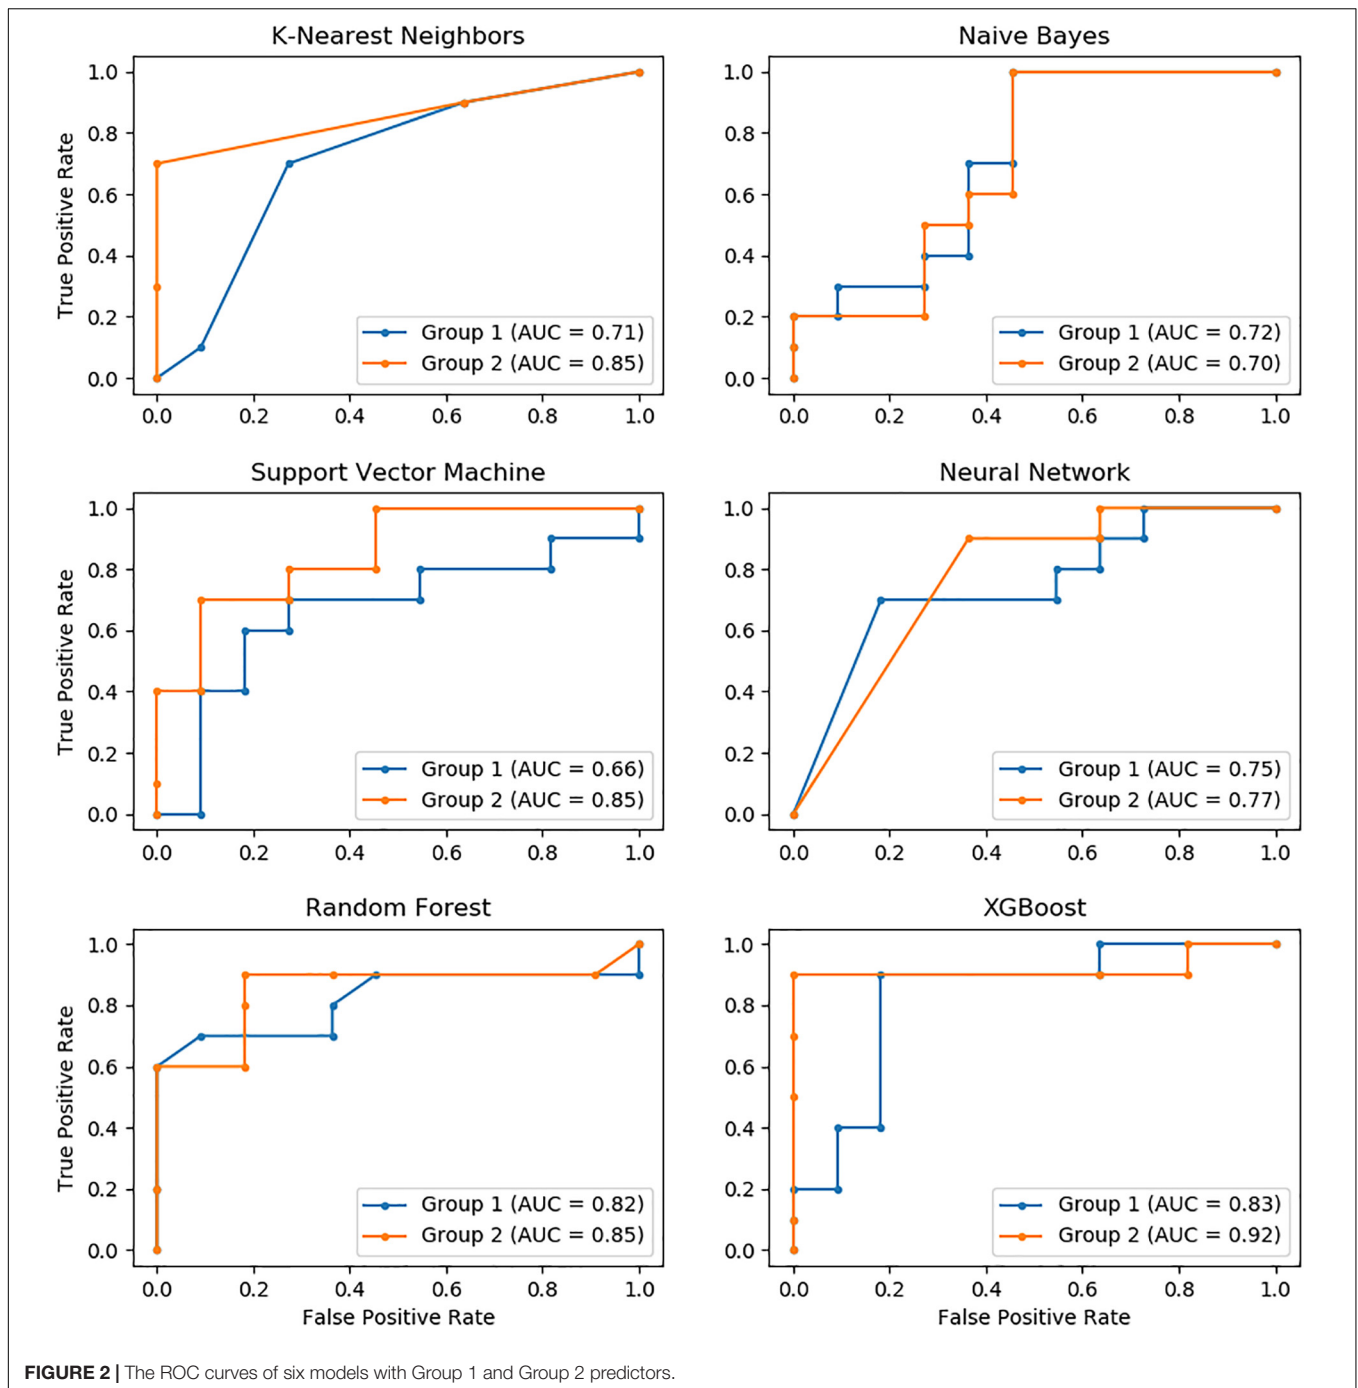 K-Nearest Neighbors
True Positive Rate
1.0
0.8
0.6
0.4
0.2
0.0
Group 1 (AUC = 0.71)
Group 2 (AUC = 0.85)
0.0 0.2 0.4 0.6 0.8 1.0
Naive Bayes
1.0
0.8
0.6
0.4
0.2
0.0
Group 1 (AUC = 0.72)
Group 2 (AUC = 0.70)
0.0 0.2 0.4 0.6 0.8 1.0
Support Vector Machine
True Positive Rate
1.0
0.8
0.6
0.4
0.2
0.0
Group 1 (AUC = 0.66)
Group 2 (AUC = 0.85)
0.0 0.2 0.4 0.6 0.8 1.0
Neural Network
1.0
0.8
0.6
0.4
0.2
0.0
Group 1 (AUC = 0.75)
Group 2 (AUC = 0.77)
0.0 0.2 0.4 0.6 0.8 1.0
Random Forest
True Positive Rate
1.0
0.8
0.6
0.4
0.2
0.0
Group 1 (AUC = 0.82)
Group 2 (AUC = 0.85)
0.0 0.2 0.4 0.6 0.8 1.0
False Positive Rate
XGBoost
1.0
0.8
0.6
0.4
0.2
0.0
Group 1 (AUC = 0.83)
Group 2 (AUC = 0.92)
0.0 0.2 0.4 0.6 0.8 1.0
False Positive Rate
FIGURE 2 | The ROC curves of six models with Group 1 and Group 2 predictors.